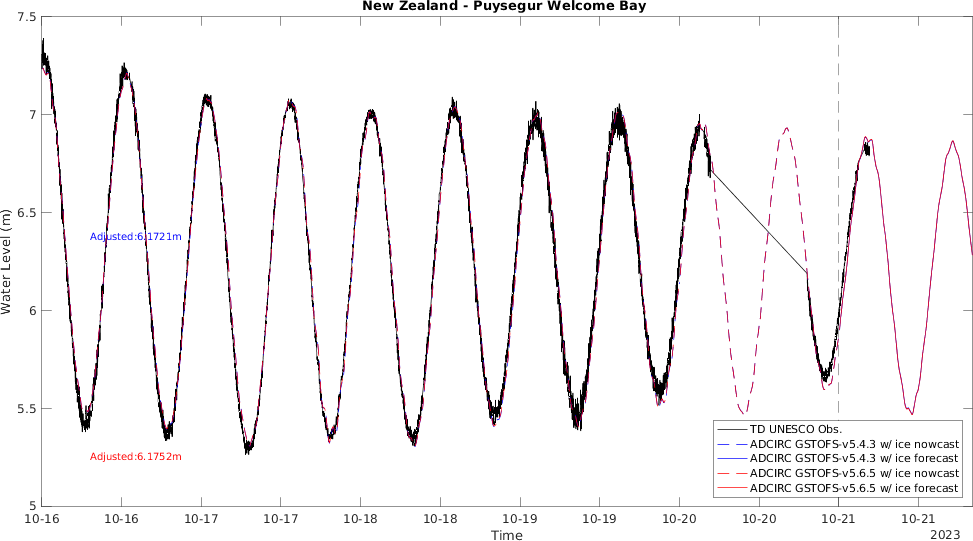 New Zealand - Puysegur Welcome Bay
7.5
7
6.5
6
5.5
5
Water Level (m)
Adjusted:6.1721m
Adjusted:6.1752m
TD UNESCO Obs.
ADCIRC GSTOFS-v5.4.3 w/ ice nowcast
ADCIRC GSTOFS-v5.4.3 w/ ice forecast
ADCIRC GSTOFS-v5.6.5 w/ ice nowcast
ADCIRC GSTOFS-v5.6.5 w/ ice forecast
10-16 10-16 10-17 10-17 10-18 10-18 10-19 10-19 10-20 10-20 10-21 10-21
2023
Time